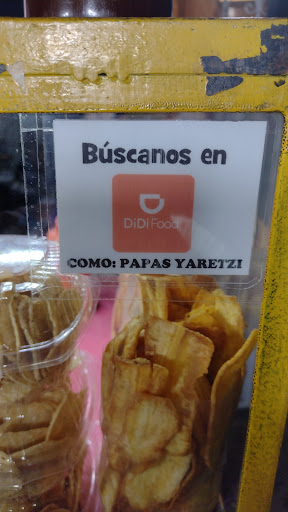 Búscanos en
DiDi Food
COMO: PAPAS YARETZI